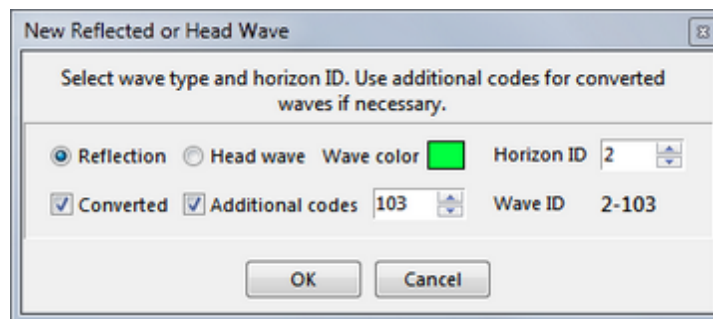 New Reflected or Head Wave
Select wave type and horizon ID. Use additional codes for converted
waves if necessary.
Reflection Head wave Wave color Horizon ID 2
Converted Additional codes 103 Wave ID 2-103
OK Cancel